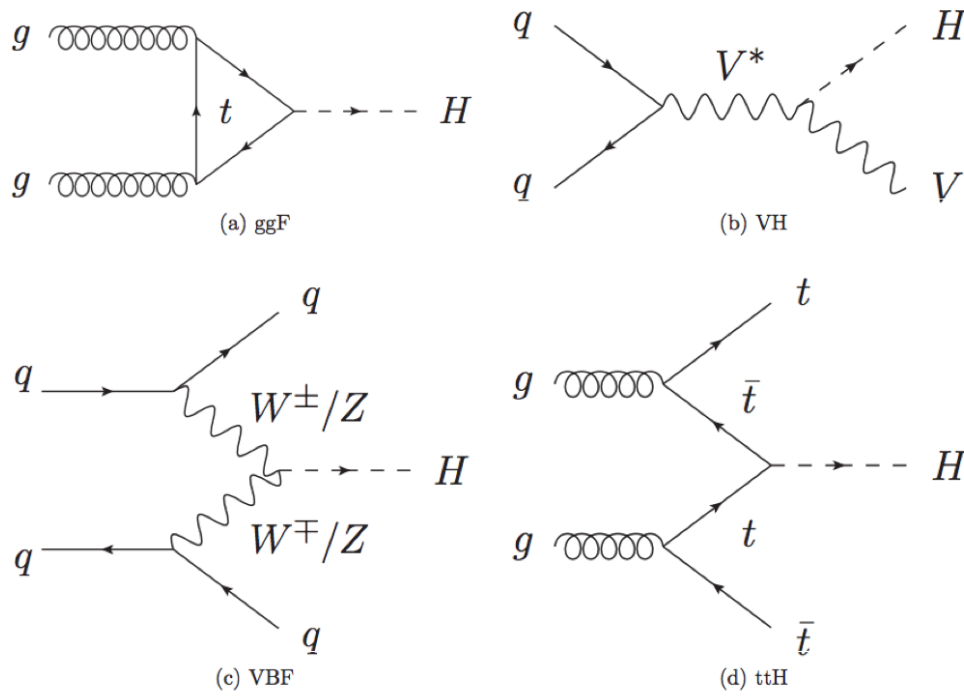 g
t
H
g
(a) ggF
q
H
V*
q
V
(b) VH
q
q
W±/Z
H
W∓/Z
q
q
(c) VBF
t
g
t̄
H
g
t
t̄
(d) ttH